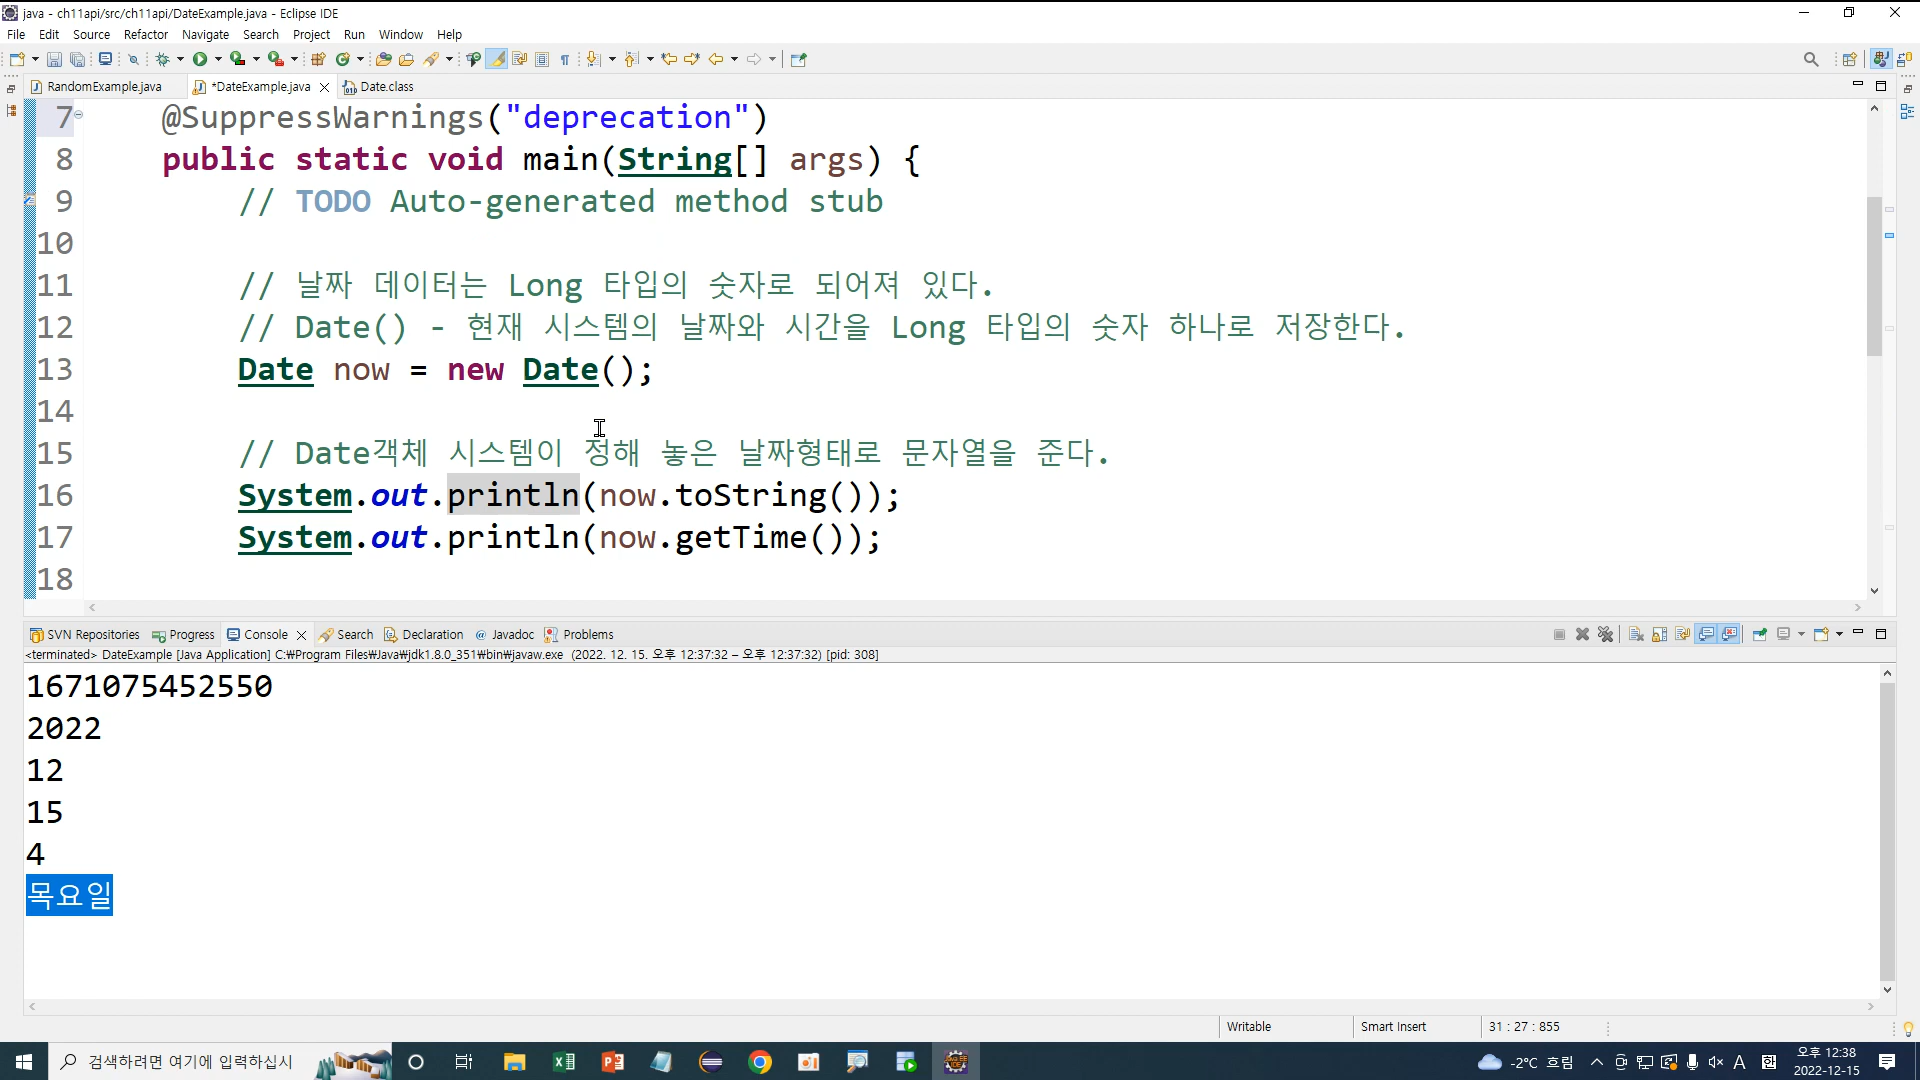 java - ch11api/src/ch11api/DateExample.java - Eclipse IDE
File Edit Source Refactor Navigate Search Project Run Window Help
RandomExample.java *DateExample.java Date.class
7 @SuppressWarnings("deprecation")
8 public static void main(String[] args) {
9 // TODO Auto-generated method stub
10
11 // 날짜 데이터는 Long 타입의 숫자로 되어져 있다.
12 // Date() - 현재 시스템의 날짜와 시간을 Long 타입의 숫자 하나로 저장한다.
13 Date now = new Date();
14
15 // Date객체 시스템이 정해 놓은 날짜형태로 문자열을 준다.
16 System.out.println(now.toString());
17 System.out.println(now.getTime());
18
SVN Repositories Progress Console Search Declaration Javadoc Problems
<terminated> DateExample [Java Application] C:₩Program Files₩Java₩jdk1.8.0_351₩bin₩javaw.exe (2022. 12. 15. 오후 12:37:32 – 오후 12:37:32) [pid: 308]
1671075452550
2022
12
15
4
목요일
Writable Smart Insert 31 : 27 : 855
검색하려면 여기에 입력하십시
-2°C 흐림 A 한 오후 12:38
2022-12-15